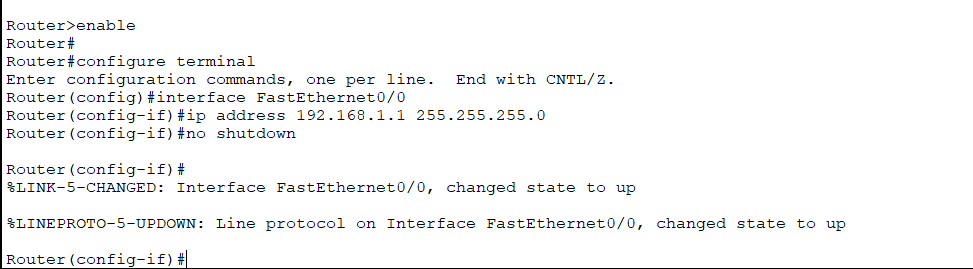 Router>enable
Router#
Router#configure terminal
Enter configuration commands, one per line.  End with CNTL/Z.
Router(config)#interface FastEthernet0/0
Router(config-if)#ip address 192.168.1.1 255.255.255.0
Router(config-if)#no shutdown
Router(config-if)#
%LINK-5-CHANGED: Interface FastEthernet0/0, changed state to up
%LINEPROTO-5-UPDOWN: Line protocol on Interface FastEthernet0/0, changed state to up
Router(config-if)#